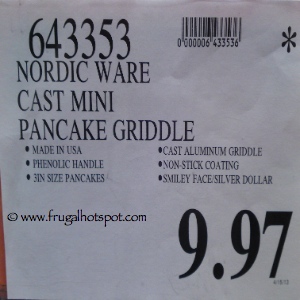 643353
0 000006 433536
*
NORDIC WARE
CAST MINI
PANCAKE GRIDDLE
• MADE IN USA
• PHENOLIC HANDLE
• 3IN SIZE PANCAKES
• CAST ALUMINUM GRIDDLE
• NON-STICK COATING
• SMILEY FACE/SILVER DOLLAR
© www.frugalhotspot.com
9.97